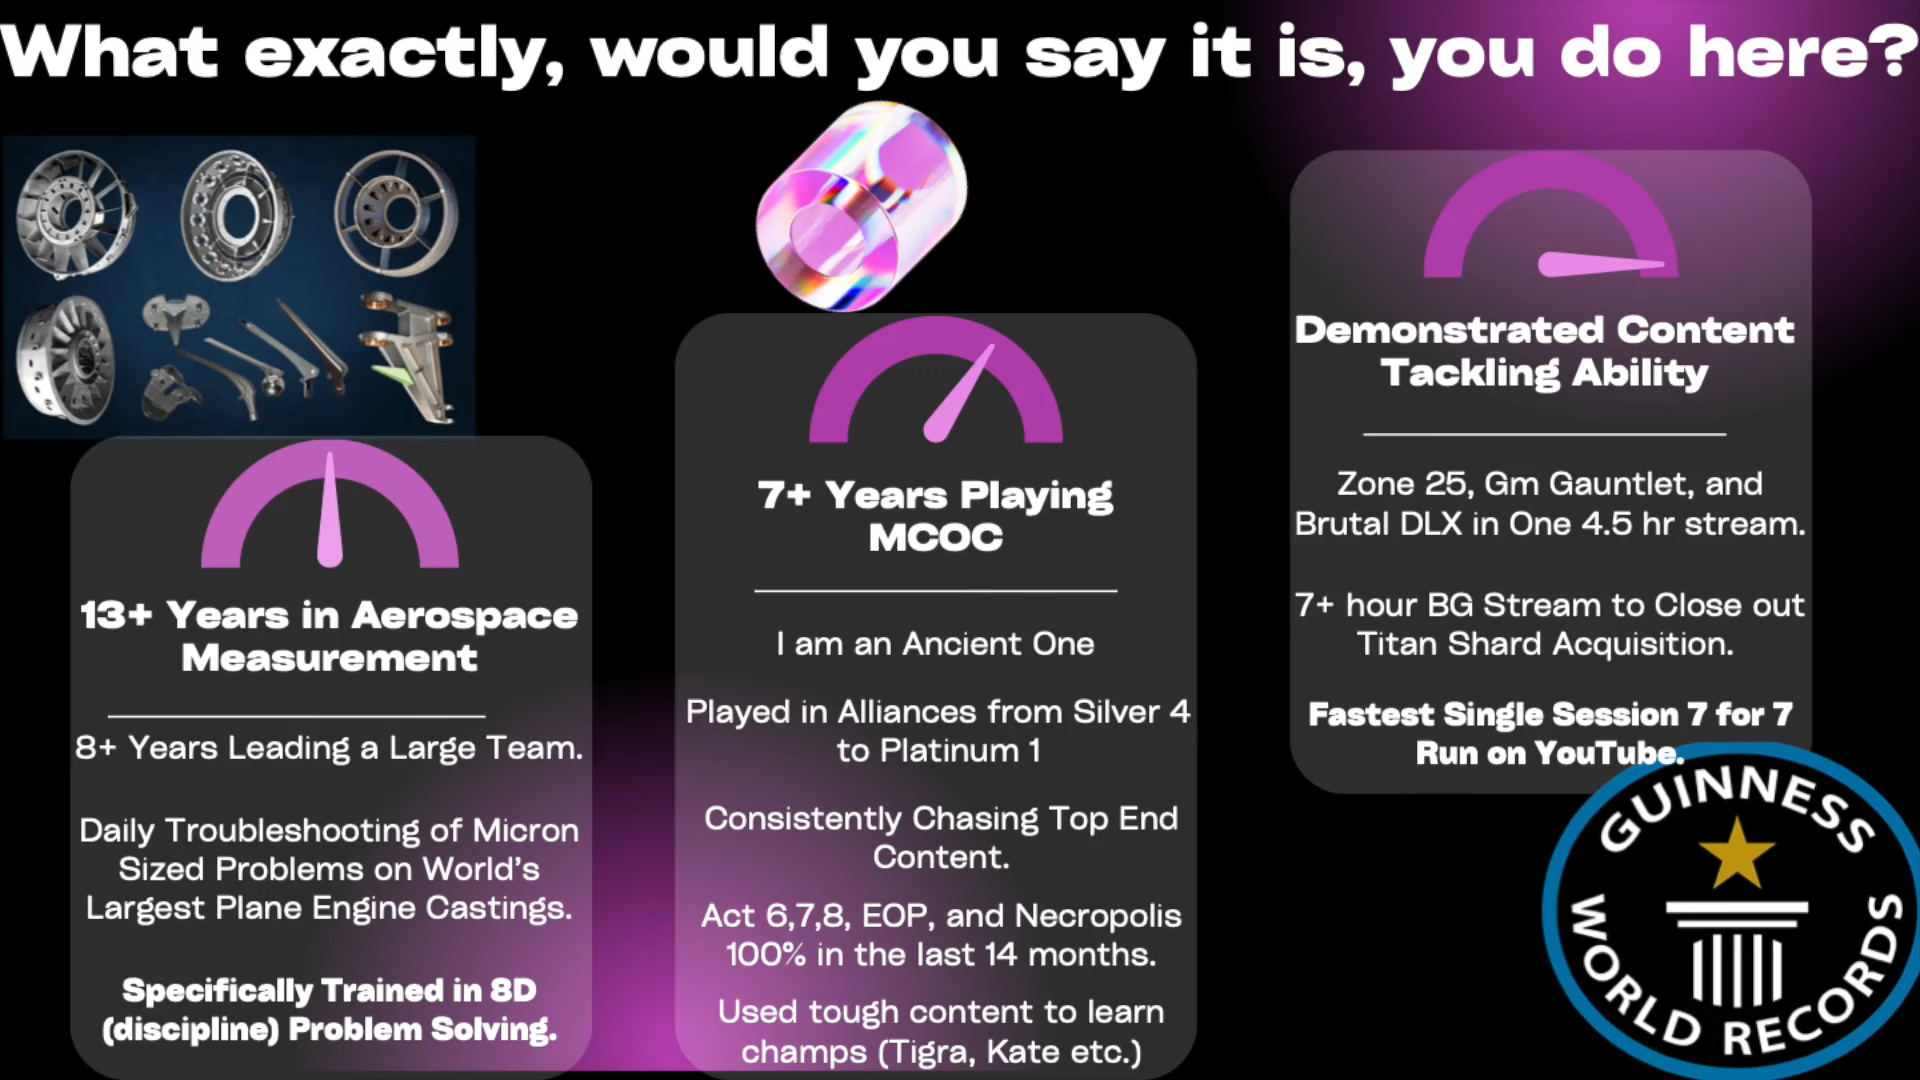 What exactly, would you say it is, you do here?
13+ Years in Aerospace
Measurement
8+ Years Leading a Large Team.
Daily Troubleshooting of Micron
Sized Problems on World's
Largest Plane Engine Castings.
Specifically Trained in 8D
(discipline) Problem Solving.
7+ Years Playing
MCOC
I am an Ancient One
Played in Alliances from Silver 4
to Platinum 1
Consistently Chasing Top End
Content.
Act 6,7,8, EOP, and Necropolis
100% in the last 14 months.
Used tough content to learn
champs (Tigra, Kate etc.)
Demonstrated Content
Tackling Ability
Zone 25, Gm Gauntlet, and
Brutal DLX in One 4.5 hr stream.
7+ hour BG Stream to Close out
Titan Shard Acquisition.
Fastest Single Session 7 for 7
Run on YouTube.
GUINNESS
WORLD RECORDS